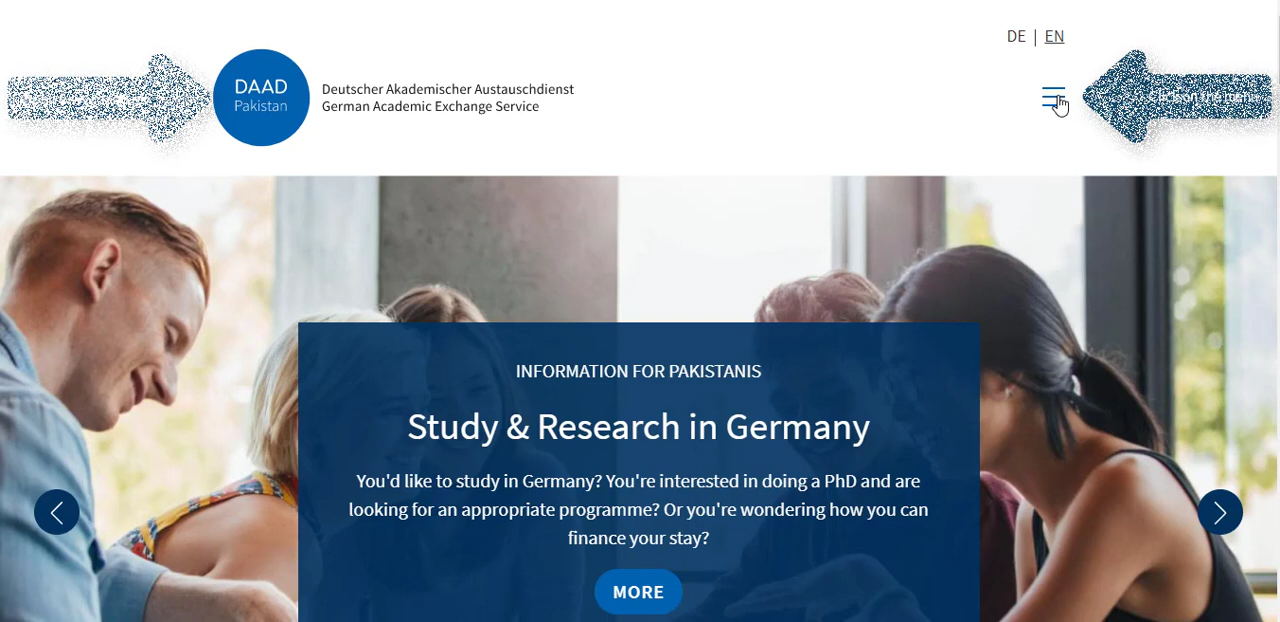 DE | EN
DAAD
Pakistan
Deutscher Akademischer Austauschdienst
German Academic Exchange Service
INFORMATION FOR PAKISTANIS
Study & Research in Germany
You'd like to study in Germany? You're interested in doing a PhD and are
looking for an appropriate programme? Or you're wondering how you can
finance your stay?
MORE